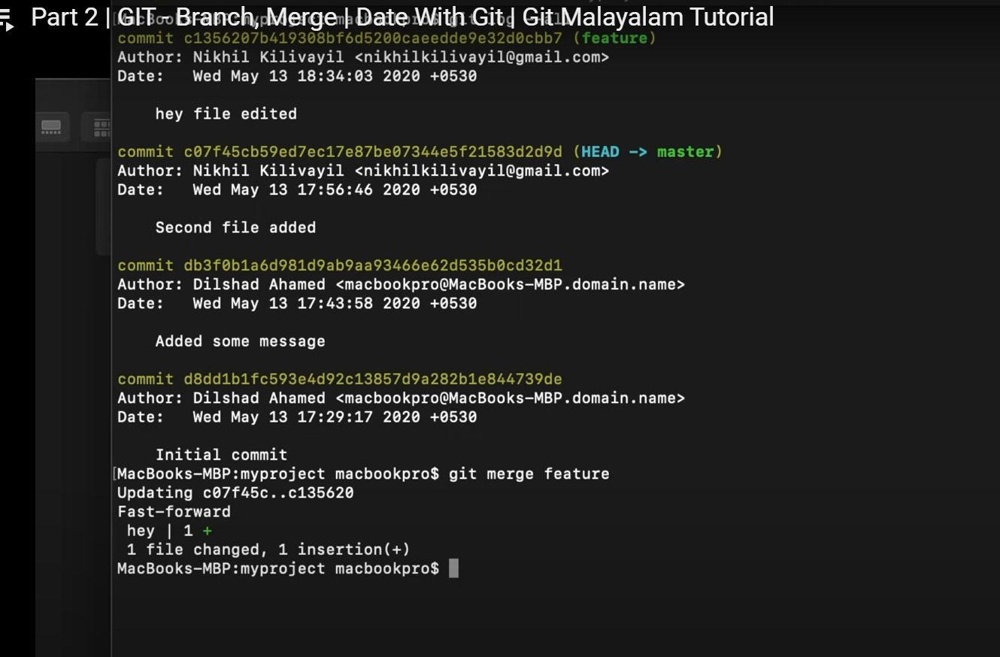 Part 2 | GIT - Branch, Merge | Date With Git | Git Malayalam Tutorial
commit c1356207b419308bf6d5200caeedde9e32d0cbb7 (feature)
Author: Nikhil Kilivayil <nikhilkilivayil@gmail.com>
Date:   Wed May 13 18:34:03 2020 +0530
hey file edited
commit c07f45cb59ed7ec17e87be07344e5f21583d2d9d (HEAD -> master)
Author: Nikhil Kilivayil <nikhilkilivayil@gmail.com>
Date:   Wed May 13 17:56:46 2020 +0530
Second file added
commit db3f0b1a6d981d9ab9aa93466e62d535b0cd32d1
Author: Dilshad Ahamed <macbookpro@MacBooks-MBP.domain.name>
Date:   Wed May 13 17:43:58 2020 +0530
Added some message
commit d8dd1b1fc593e4d92c13857d9a282b1e844739de
Author: Dilshad Ahamed <macbookpro@MacBooks-MBP.domain.name>
Date:   Wed May 13 17:29:17 2020 +0530
Initial commit
[MacBooks-MBP:myproject macbookpro$ git merge feature
Updating c07f45c..c135620
Fast-forward
hey | 1 +
1 file changed, 1 insertion(+)
MacBooks-MBP:myproject macbookpro$